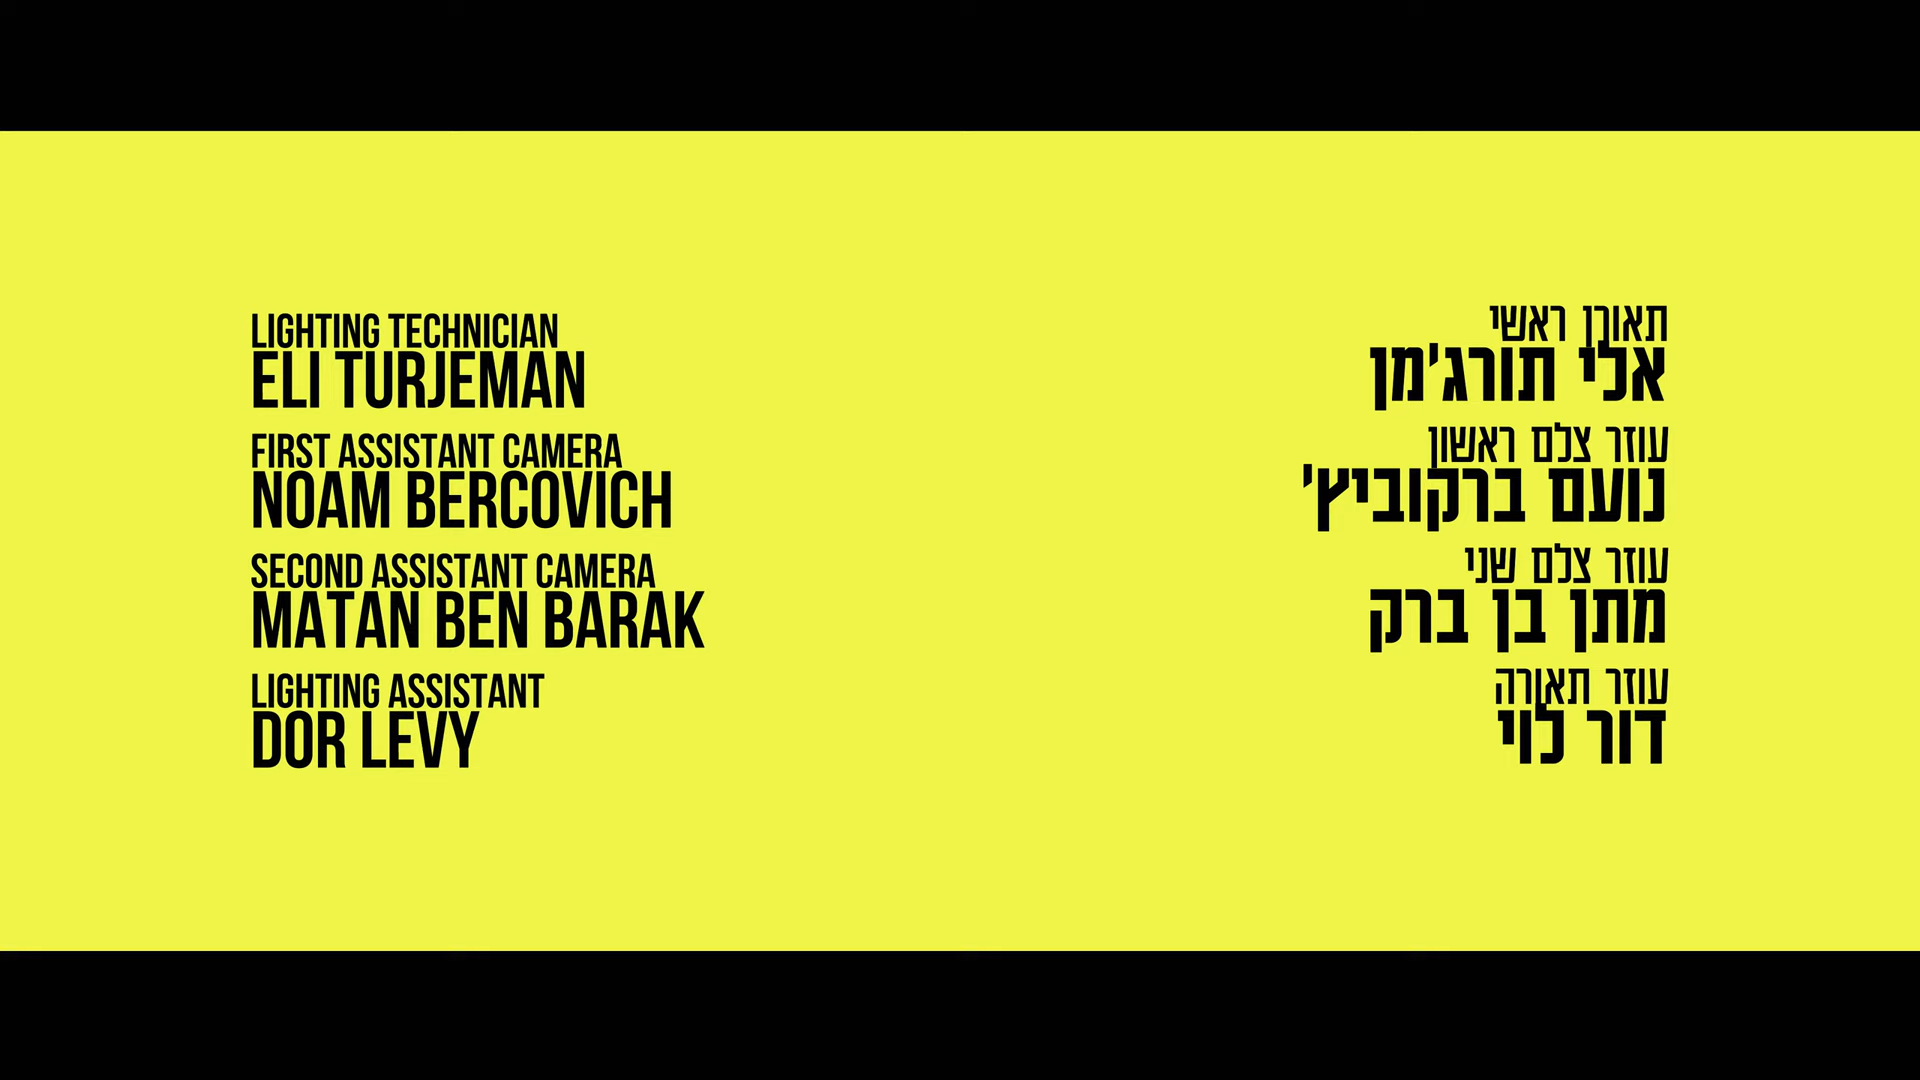 LIGHTING TECHNICIAN
ELI TURJEMAN
FIRST ASSISTANT CAMERA
NOAM BERCOVICH
SECOND ASSISTANT CAMERA
MATAN BEN BARAK
LIGHTING ASSISTANT
DOR LEVY
תאורן ראשי
אלי תורג'מן
עוזר צלם ראשון
נועם ברקוביץ'
עוזר צלם שני
מתן בן ברק
עוזר תאורה
דור לוי